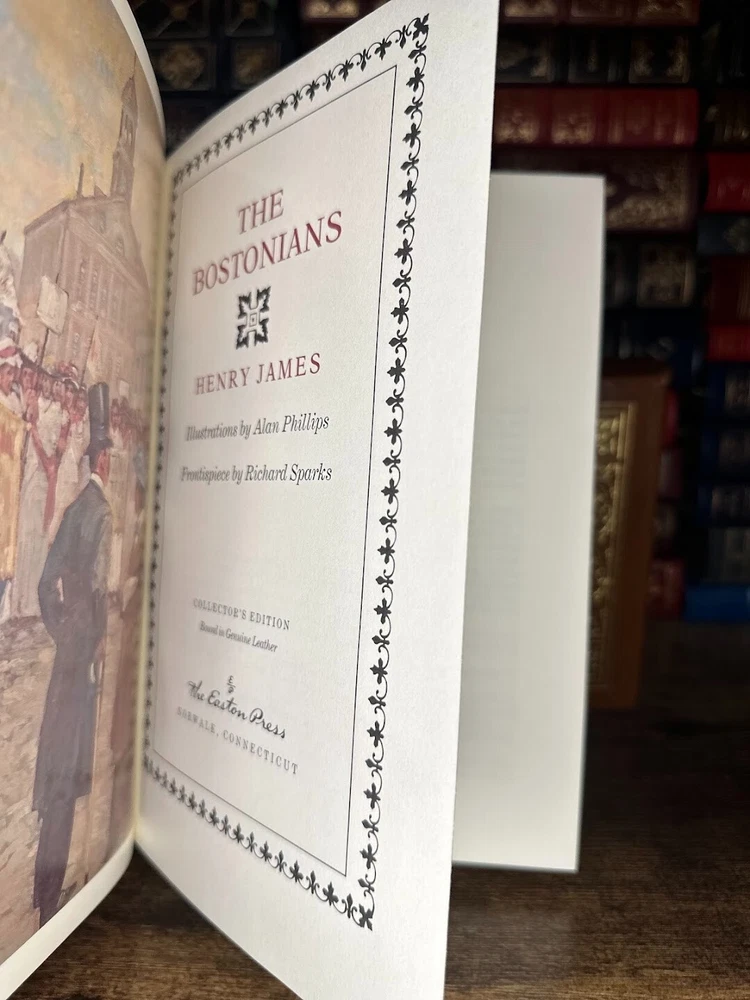 THE
BOSTONIANS
HENRY JAMES
Illustrations by Alan Phillips
Frontispiece by Richard Sparks
COLLECTOR'S EDITION
Bound in Genuine Leather
The Easton Press
NORWALK, CONNECTICUT